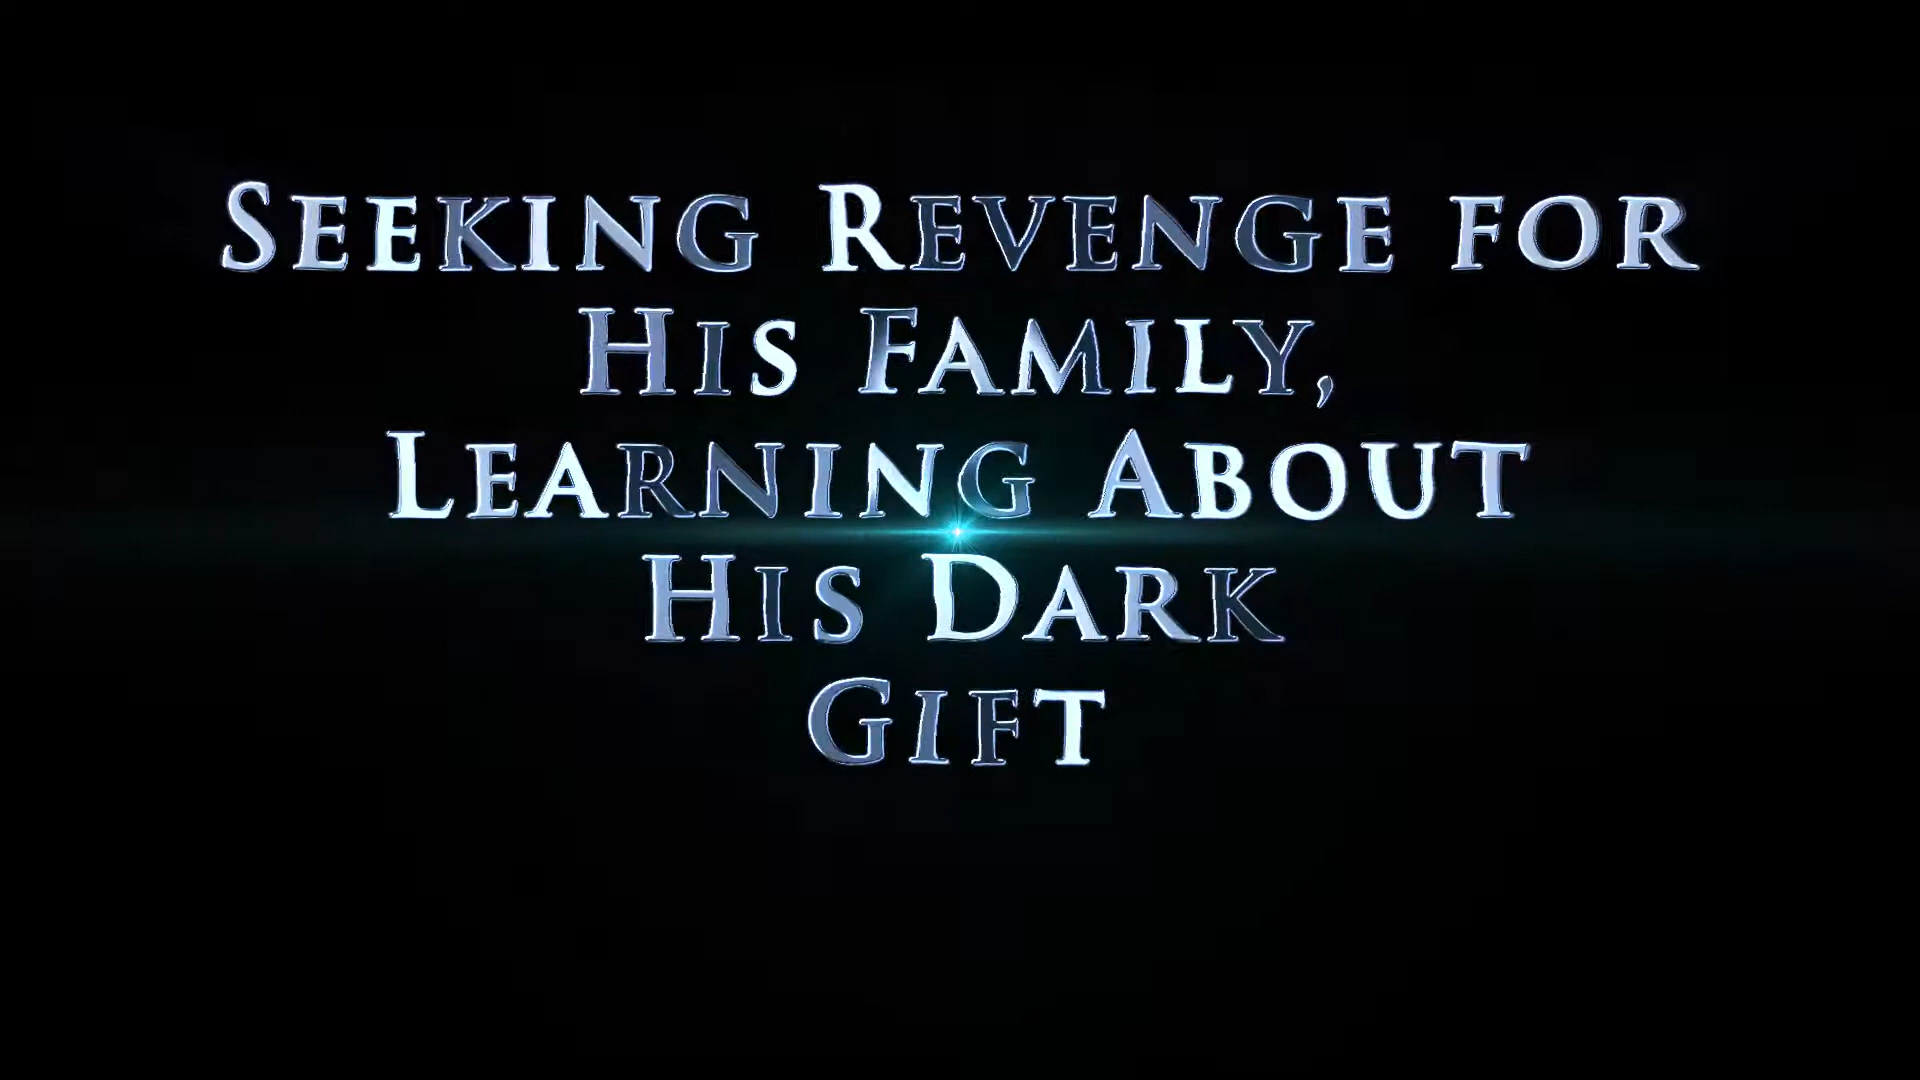 Seeking Revenge for
His Family,
Learning About
His Dark
Gift